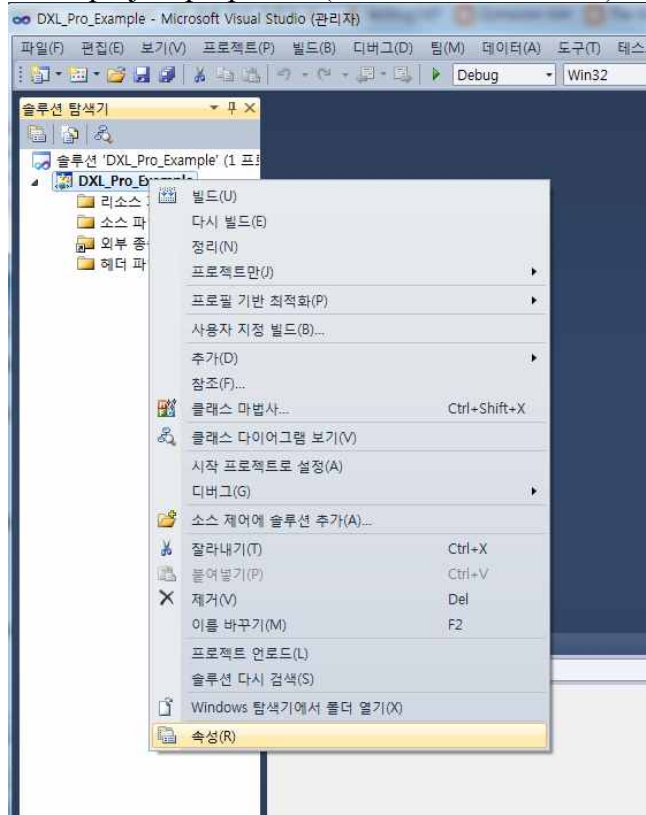 DXL_Pro_Example - Microsoft Visual Studio (관리자)
파일(F) 편집(E) 보기(V) 프로젝트(P) 빌드(B) 디버그(D) 팀(M) 데이터(A) 도구(T) 테스
Debug Win32
솔루션 탐색기
솔루션 'DXL_Pro_Example' (1 프로
DXL_Pro_Example
리소스
소스 파
외부 종
헤더 파
빌드(U)
다시 빌드(E)
정리(N)
프로젝트만(J)
프로필 기반 최적화(P)
사용자 지정 빌드(B)...
추가(D)
참조(F)...
클래스 마법사... Ctrl+Shift+X
클래스 다이어그램 보기(V)
시작 프로젝트로 설정(A)
디버그(G)
소스 제어에 솔루션 추가(A)...
잘라내기(T) Ctrl+X
붙여넣기(P) Ctrl+V
제거(V) Del
이름 바꾸기(M) F2
프로젝트 언로드(L)
솔루션 다시 검색(S)
Windows 탐색기에서 폴더 열기(X)
속성(R)